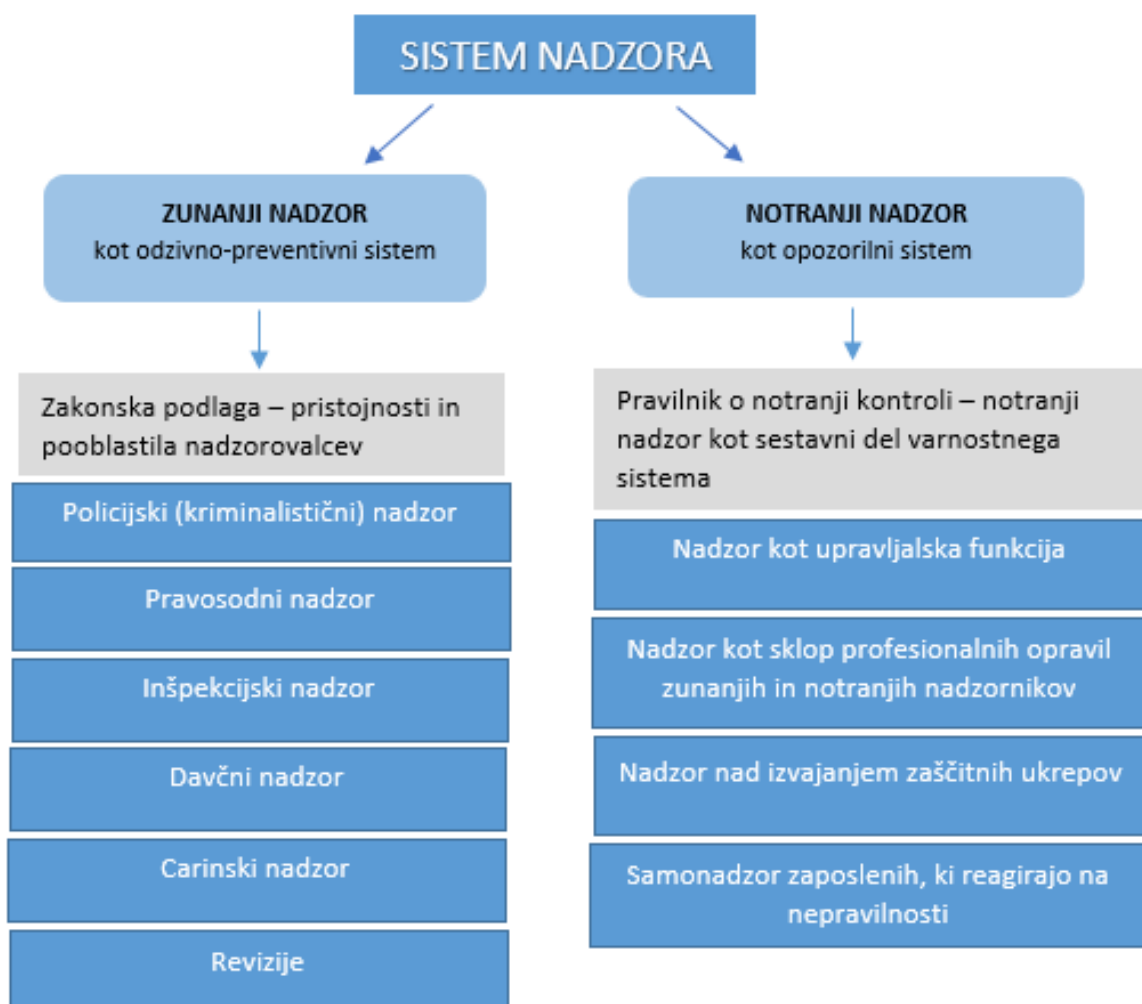 SISTEM NADZORA
ZUNANJI NADZOR
kot odzivno-preventivni sistem
Zakonska podlaga – pristojnosti in
pooblastila nadzorovalcev
Policijski (kriminalistični) nadzor
Pravosodni nadzor
Inšpekcijski nadzor
Davčni nadzor
Carinski nadzor
Revizije
NOTRANJI NADZOR
kot opozorilni sistem
Pravilnik o notranji kontroli – notranji
nadzor kot sestavni del varnostnega
sistema
Nadzor kot upravljalska funkcija
Nadzor kot sklop profesionalnih opravil
zunanjih in notranjih nadzornikov
Nadzor nad izvajanjem zaščitnih ukrepov
Samonadzor zaposlenih, ki reagirajo na
nepravilnosti